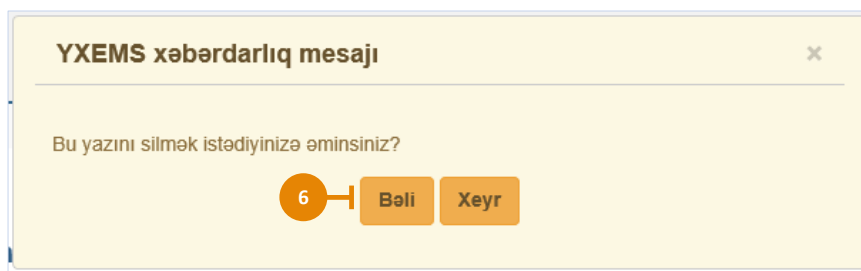 YXEMS xəbərdarlıq mesajı ×
Bu yazını silmək istədiyinizə əminsiniz?
6 Bəli Xeyr